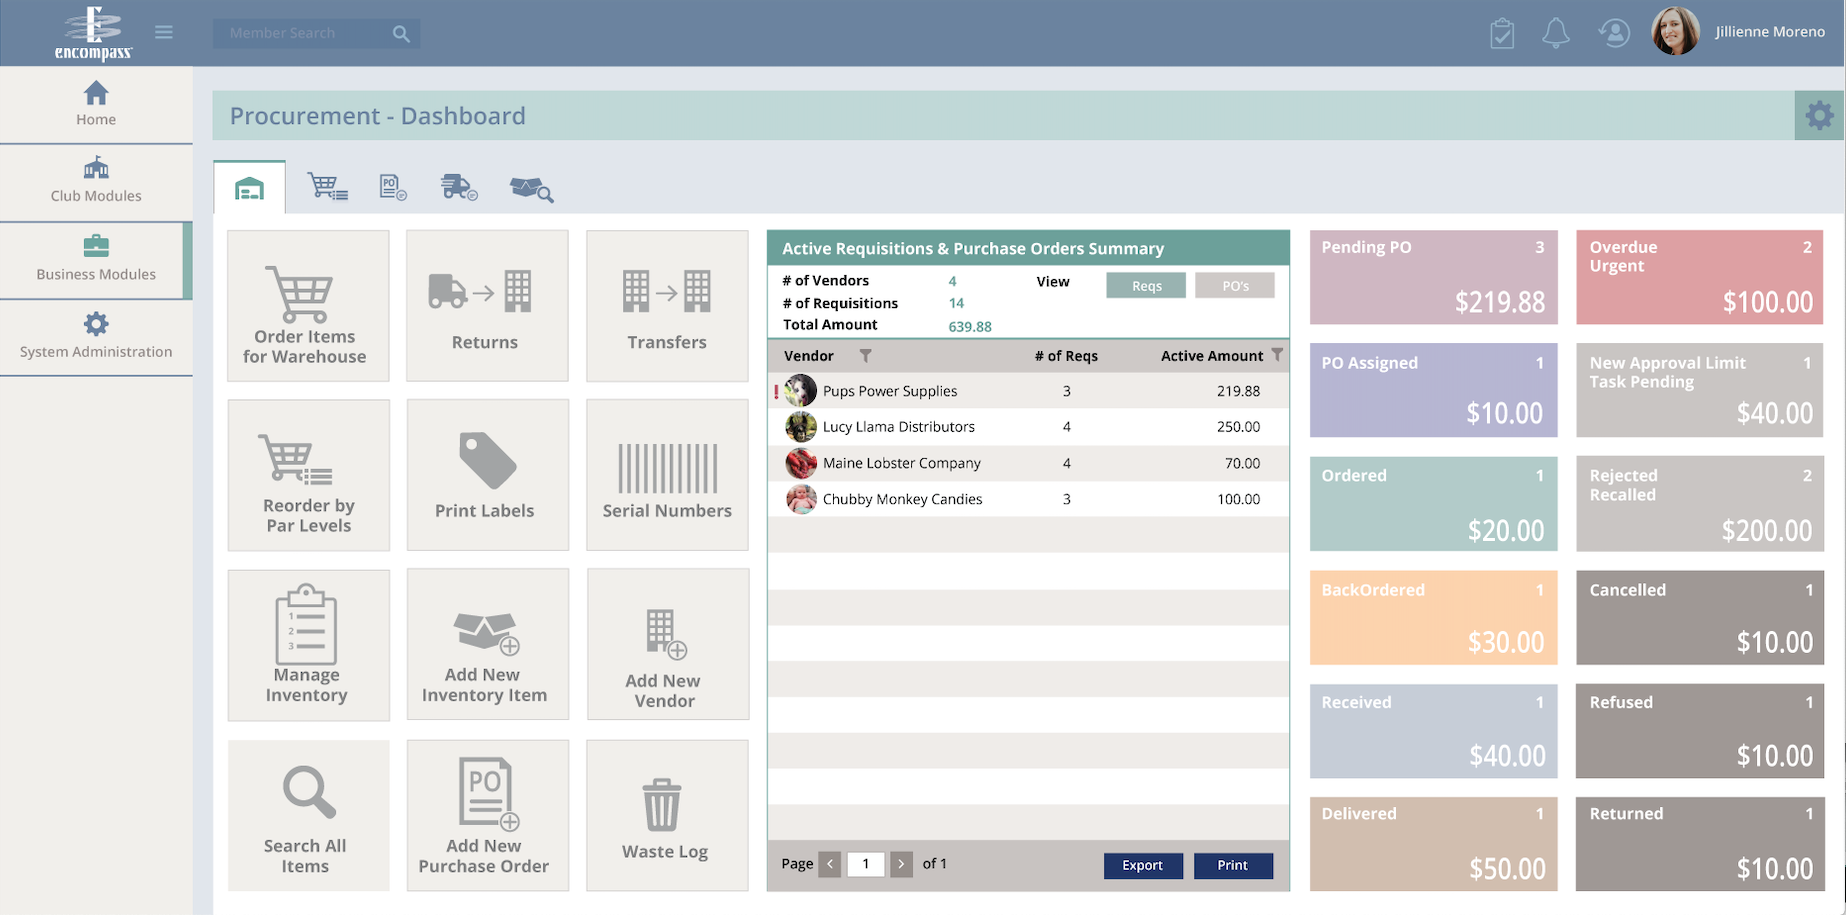 encompass
Member Search
Jillienne Moreno
Home
Club Modules
Business Modules
System Administration
Procurement - Dashboard
PO
Order Items
for Warehouse
Returns
Transfers
Reorder by
Par Levels
Print Labels
Serial Numbers
1
2
3
Manage
Inventory
Add New
Inventory Item
Add New
Vendor
Search All
Items
PO
Add New
Purchase Order
Waste Log
Active Requisitions & Purchase Orders Summary
# of Vendors 4 View Reqs PO's
# of Requisitions 14
Total Amount 639.88
Vendor # of Reqs Active Amount
! Pups Power Supplies 3 219.88
Lucy Llama Distributors 4 250.00
Maine Lobster Company 4 70.00
Chubby Monkey Candies 3 100.00
Page < 1 > of 1 Export Print
Pending PO 3
$219.88
Overdue 2
Urgent
$100.00
PO Assigned 1
$10.00
New Approval Limit 1
Task Pending
$40.00
Ordered 1
$20.00
Rejected 2
Recalled
$200.00
BackOrdered 1
$30.00
Cancelled 1
$10.00
Received 1
$40.00
Refused 1
$10.00
Delivered 1
$50.00
Returned 1
$10.00